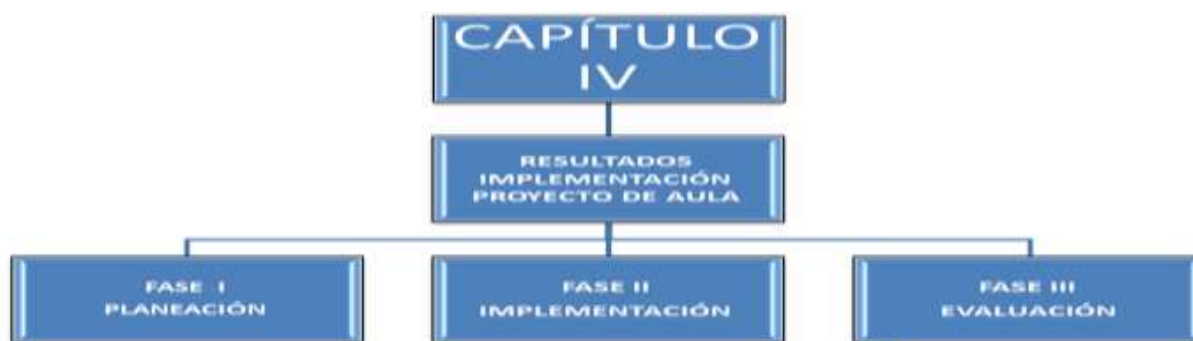 CAPÍTULO
IV
RESULTADOS
IMPLEMENTACIÓN
PROYECTO DE AULA
FASE I
PLANEACIÓN
FASE II
IMPLEMENTACIÓN
FASE III
EVALUACIÓN